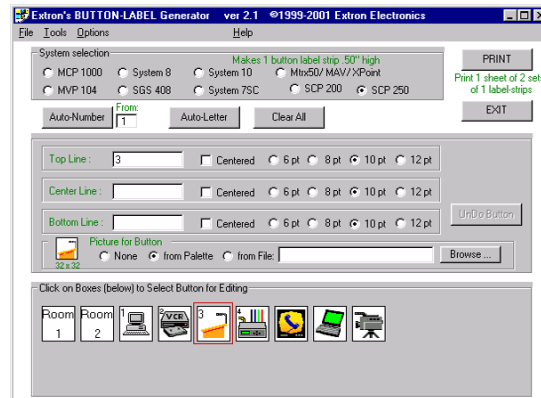 Extron's BUTTON-LABEL Generator ver 2.1 ©1999-2001 Extron Electronics
File Tools Options Help
System selection
Makes 1 button label strip .50" high
MCP 1000 System 8 System 10 Mtrx50/ MAV/ XPoint
MVP 104 SGS 408 System 7SC SCP 200 SCP 250
PRINT
Print 1 sheet of 2 set
of 1 label-strips
EXIT
Auto-Number From: 1 Auto-Letter Clear All
Top Line : 3 Centered 6 pt 8 pt 10 pt 12 pt
Center Line : Centered 6 pt 8 pt 10 pt 12 pt
Bottom Line : Centered 6 pt 8 pt 10 pt 12 pt
UnDo Button
Picture for Button
32 x 32 None from Palette from File: Browse ...
Click on Boxes (below) to Select Button for Editing
Room 1
Room 2
1
2 VCR
3
4